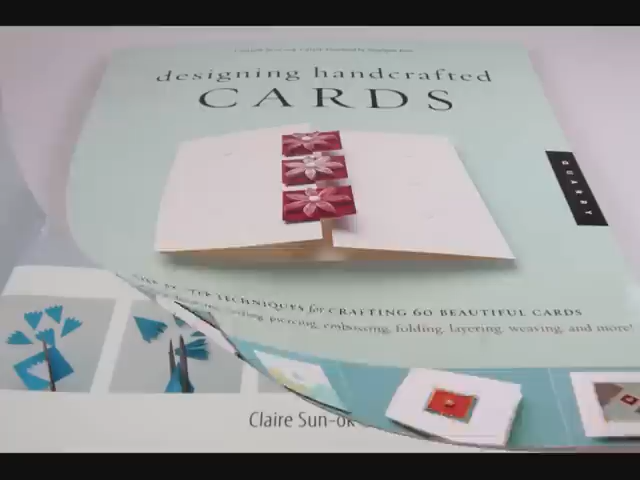 designing handcrafted
CARDS
QUARRY
TECHNIQUES for CRAFTING 60 BEAUTIFUL CARDS
piercing, embossing, folding, layering, weaving, and more!
Claire Sun-ok